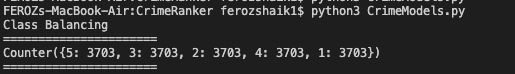 FEROZs-MacBook-Air:CrimeRanker ferozshaik1$ python3 CrimeModels.py
Class Balancing
=======================
Counter({5: 3703, 3: 3703, 2: 3703, 4: 3703, 1: 3703})
=======================